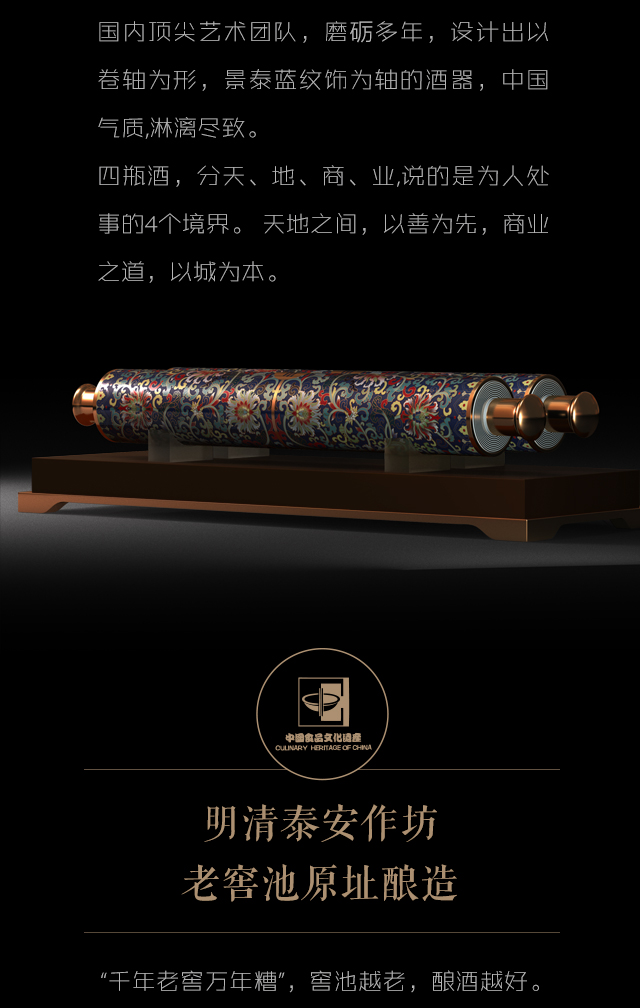 国内顶尖艺术团队，磨砺多年，设计出以
卷轴为形，景泰蓝纹饰为轴的酒器，中国
气质,淋漓尽致。
四瓶酒，分天、地、商、业,说的是为人处
事的4个境界。 天地之间，以善为先，商业
之道，以城为本。
中国食品文化遗产
CULINARY HERITAGE OF CHINA
明清泰安作坊
老窖池原址酿造
“千年老窖万年糟”，窖池越老，酿酒越好。